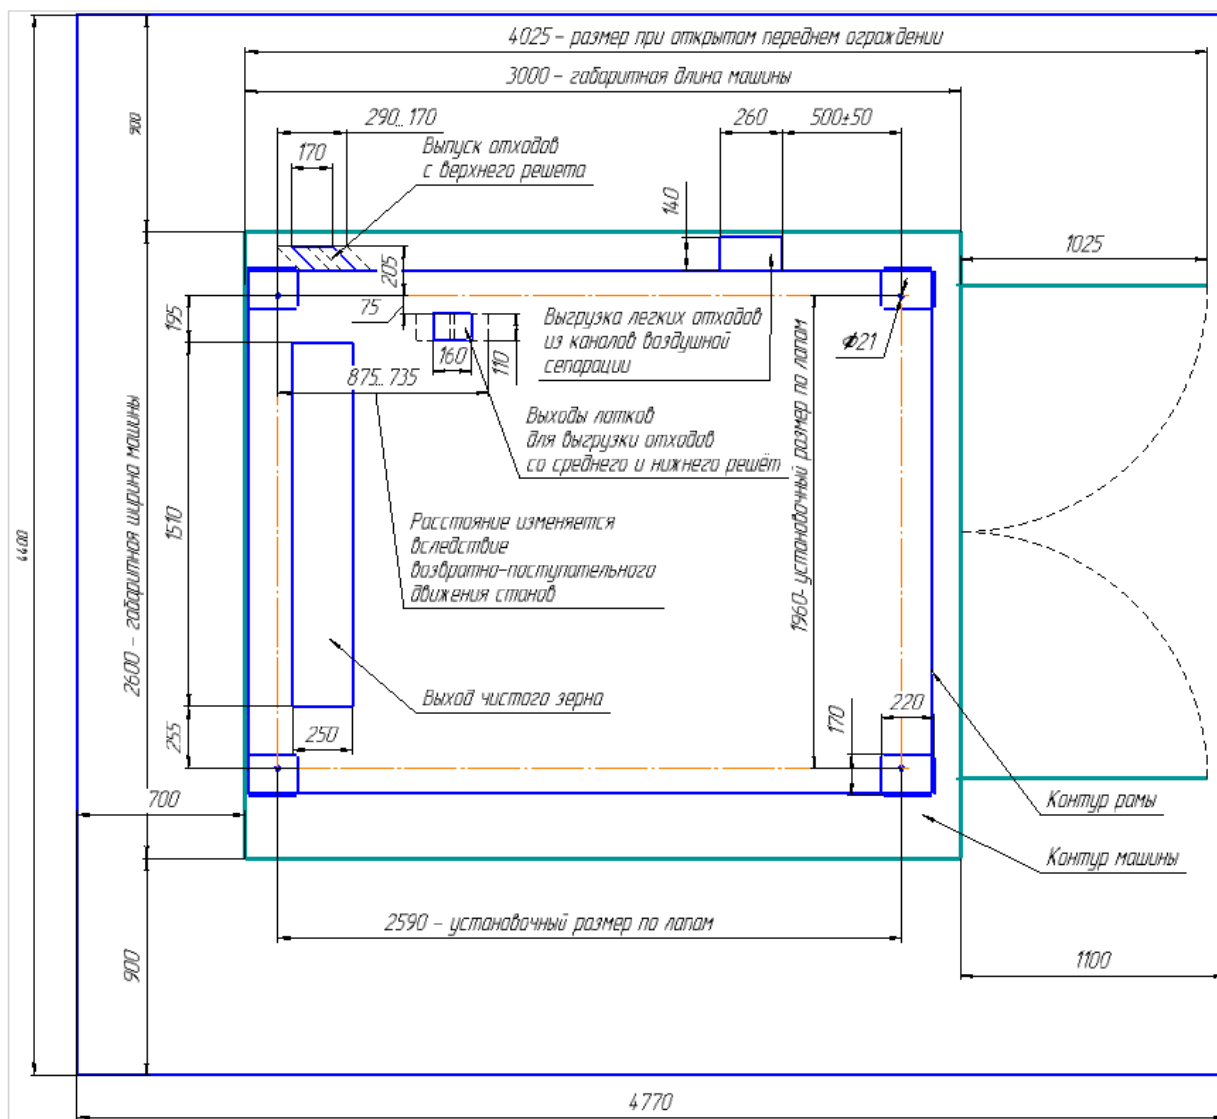 4025 – размер при открытом переднем ограждении
3000 – габаритная длина машины
900
290...170
260
500±50
Выпуск отходов
с верхнего решета
170
140
1025
205
75
195
Выгрузка легких отходов
из каналов воздушной
сепарации
ϕ21
160
110
875...735
Выходы лотков
для выгрузки отходов
со среднего и нижнего решёт
1960- установочный размер по лапам
2600 – габаритная ширина машины
4400
1510
Расстояние изменяется
вследствие
возвратно-поступательного
движения станов
Выход чистого зерна
220
170
255
250
700
Контур рамы
Контур машины
2590 – установочный размер по лапам
900
1100
4770